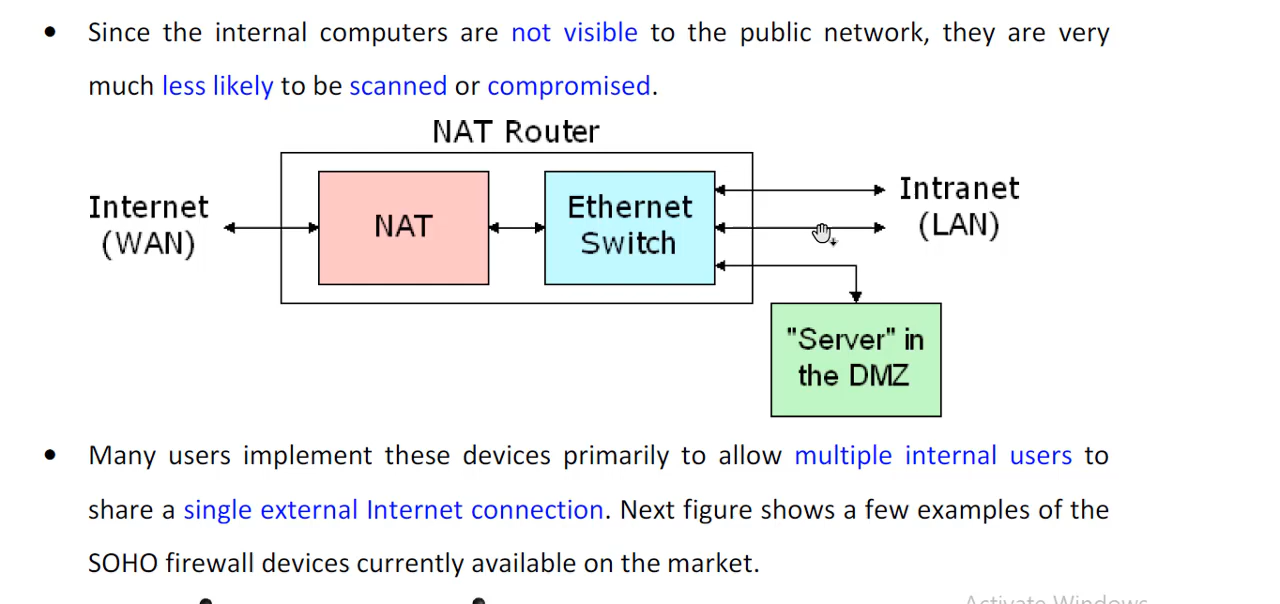 • Since the internal computers are not visible to the public network, they are very
much less likely to be scanned or compromised.
NAT Router
Internet
(WAN)
NAT
Ethernet
Switch
Intranet
(LAN)
"Server" in
the DMZ
• Many users implement these devices primarily to allow multiple internal users to
share a single external Internet connection. Next figure shows a few examples of the
SOHO firewall devices currently available on the market.
Activate Windows